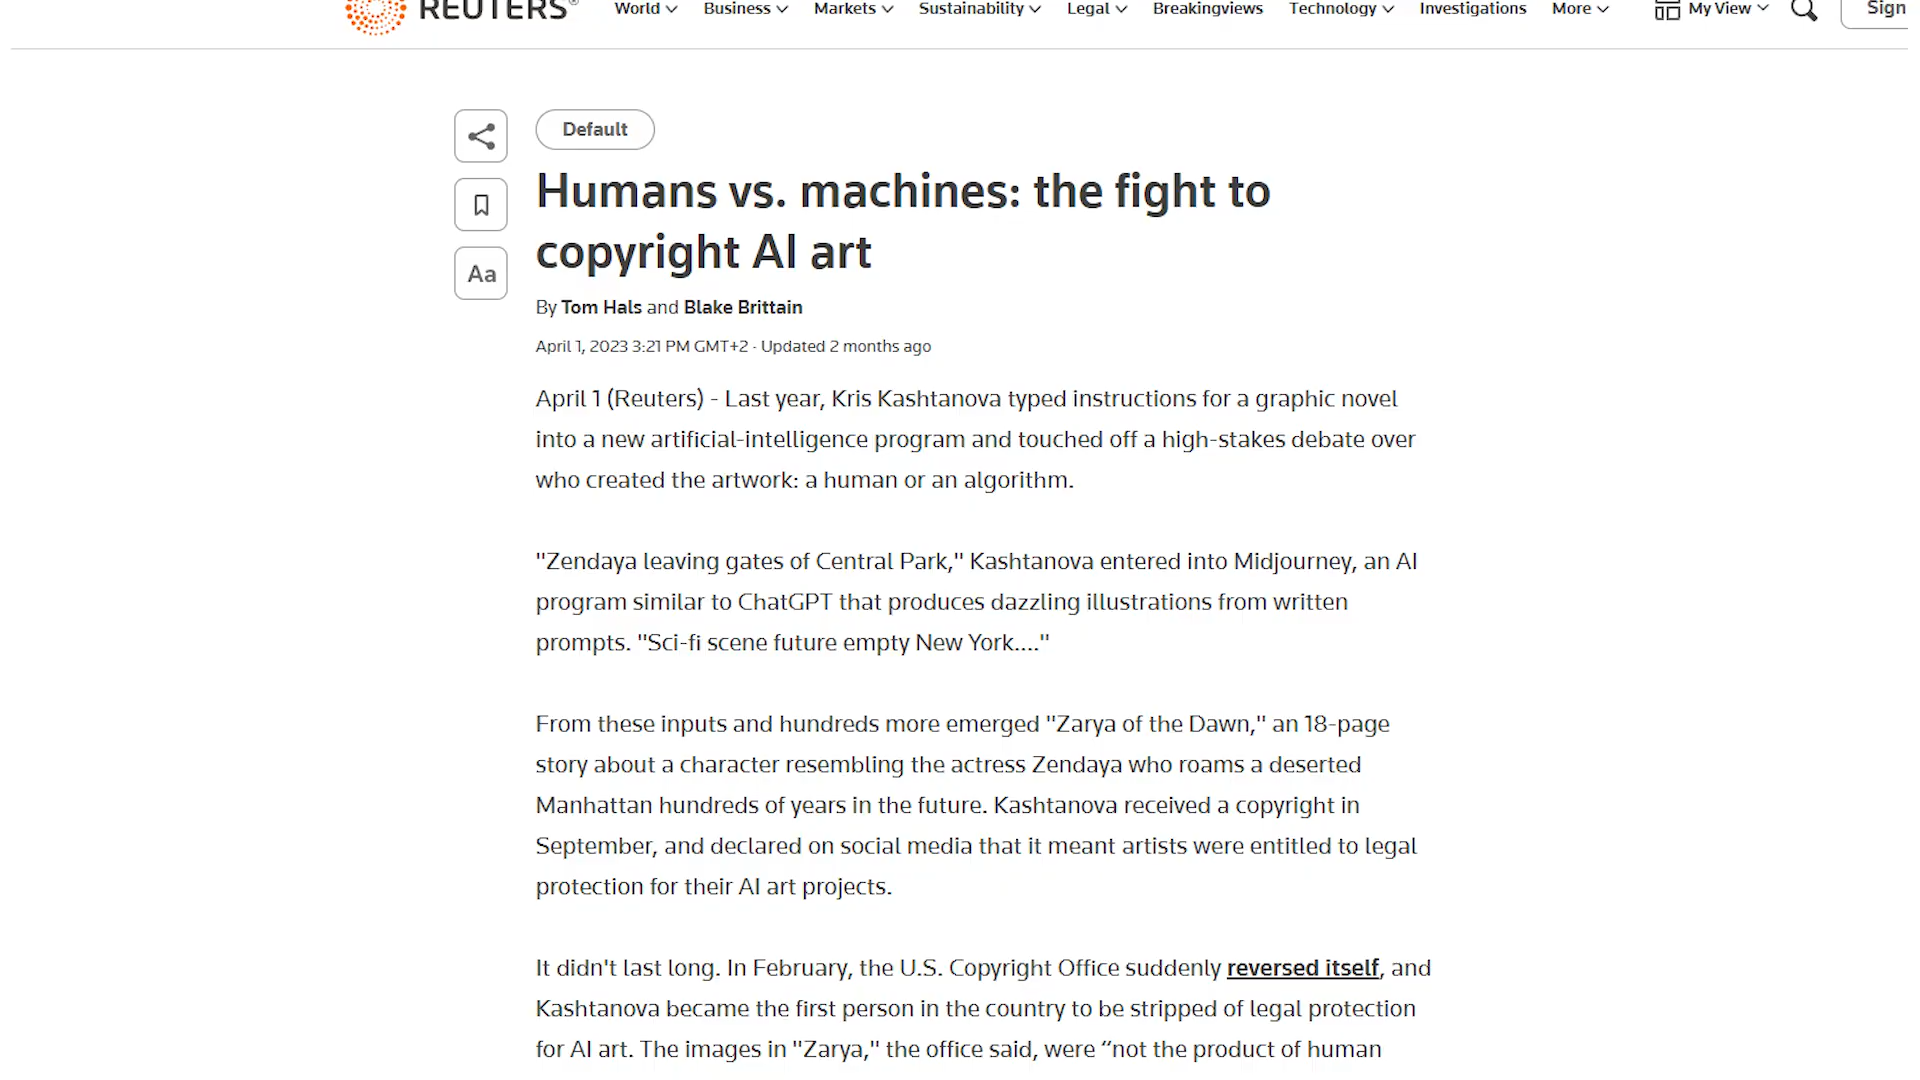 REUTERS®
World Business Markets Sustainability Legal Breakingviews Technology Investigations More My View Sign
Default
Humans vs. machines: the fight to
copyright AI art
Aa
By Tom Hals and Blake Brittain
April 1, 2023 3:21 PM GMT+2 · Updated 2 months ago
April 1 (Reuters) - Last year, Kris Kashtanova typed instructions for a graphic novel
into a new artificial-intelligence program and touched off a high-stakes debate over
who created the artwork: a human or an algorithm.
"Zendaya leaving gates of Central Park," Kashtanova entered into Midjourney, an AI
program similar to ChatGPT that produces dazzling illustrations from written
prompts. "Sci-fi scene future empty New York...."
From these inputs and hundreds more emerged "Zarya of the Dawn," an 18-page
story about a character resembling the actress Zendaya who roams a deserted
Manhattan hundreds of years in the future. Kashtanova received a copyright in
September, and declared on social media that it meant artists were entitled to legal
protection for their AI art projects.
It didn't last long. In February, the U.S. Copyright Office suddenly reversed itself, and
Kashtanova became the first person in the country to be stripped of legal protection
for AI art. The images in "Zarya," the office said, were “not the product of human